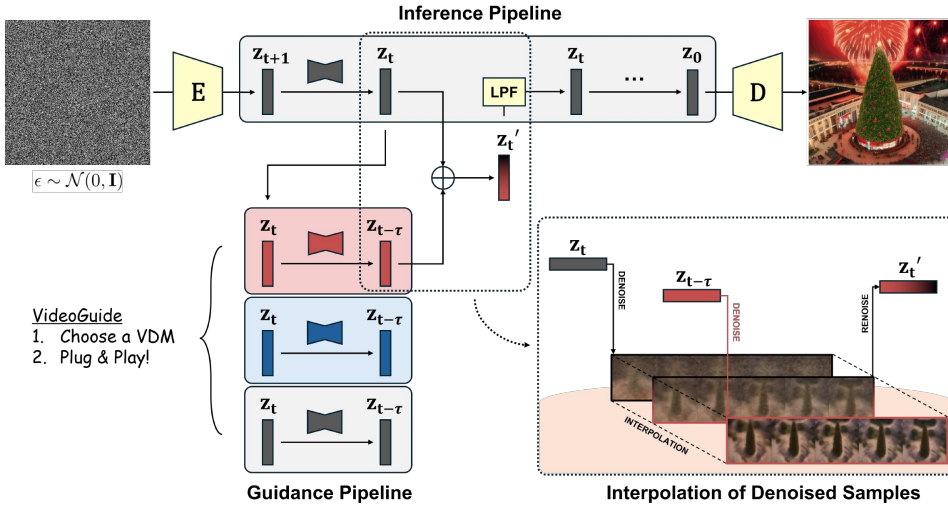 Inference Pipeline
E
z_{t+1}
z_t
LPF
z_t
...
z_0
D
ϵ ∼ 𝒩(0, I)
z_t′
z_t
z_{t−τ}
VideoGuide
1. Choose a VDM
2. Plug & Play!
z_t
z_{t−τ}
z_t
z_{t−τ}
Guidance Pipeline
z_t
DENOISE
z_{t−τ}
DENOISE
z_t′
RENOISE
INTERPOLATION
Interpolation of Denoised Samples